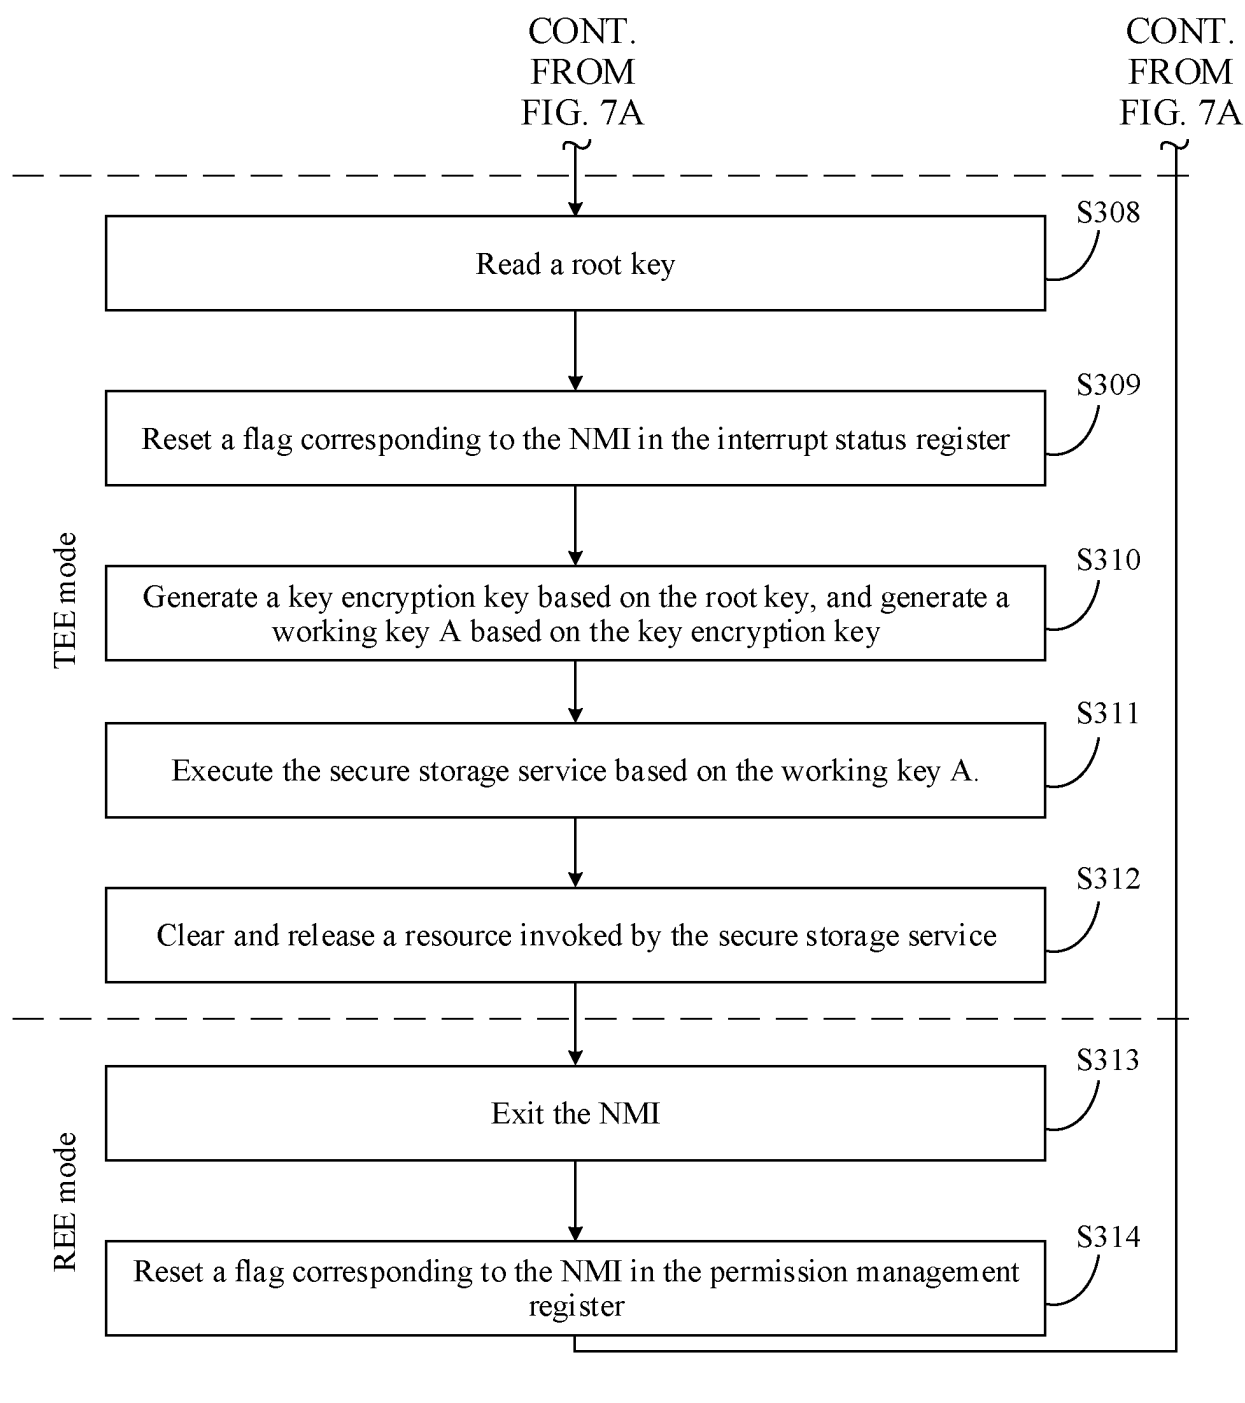 CONT.
FROM
FIG. 7A
CONT.
FROM
FIG. 7A
S308
Read a root key
S309
Reset a flag corresponding to the NMI in the interrupt status register
TEE mode
S310
Generate a key encryption key based on the root key, and generate a
working key A based on the key encryption key
S311
Execute the secure storage service based on the working key A.
S312
Clear and release a resource invoked by the secure storage service
REE mode
S313
Exit the NMI
S314
Reset a flag corresponding to the NMI in the permission management
register